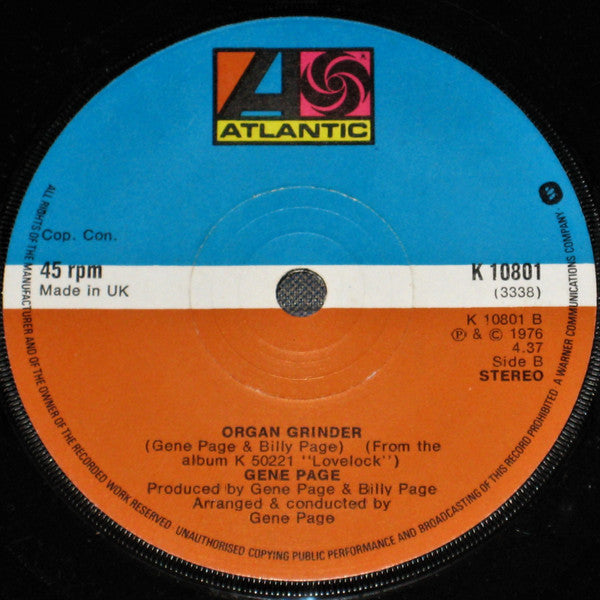 ATLANTIC
Cop. Con.
45 rpm
Made in UK
K 10801
(3338)
K 10801 B
Ⓟ & © 1976
4.37
Side B
STEREO
ORGAN GRINDER
(Gene Page & Billy Page) (From the
album K 50221 "Lovelock")
GENE PAGE
Produced by Gene Page & Billy Page
Arranged & conducted by
Gene Page
ALL RIGHTS OF THE MANUFACTURER AND OF THE OWNER OF THE RECORDED WORK RESERVED UNAUTHORISED COPYING PUBLIC PERFORMANCE AND BROADCASTING OF THIS RECORD PROHIBITED A WARNER COMMUNICATIONS COMPANY